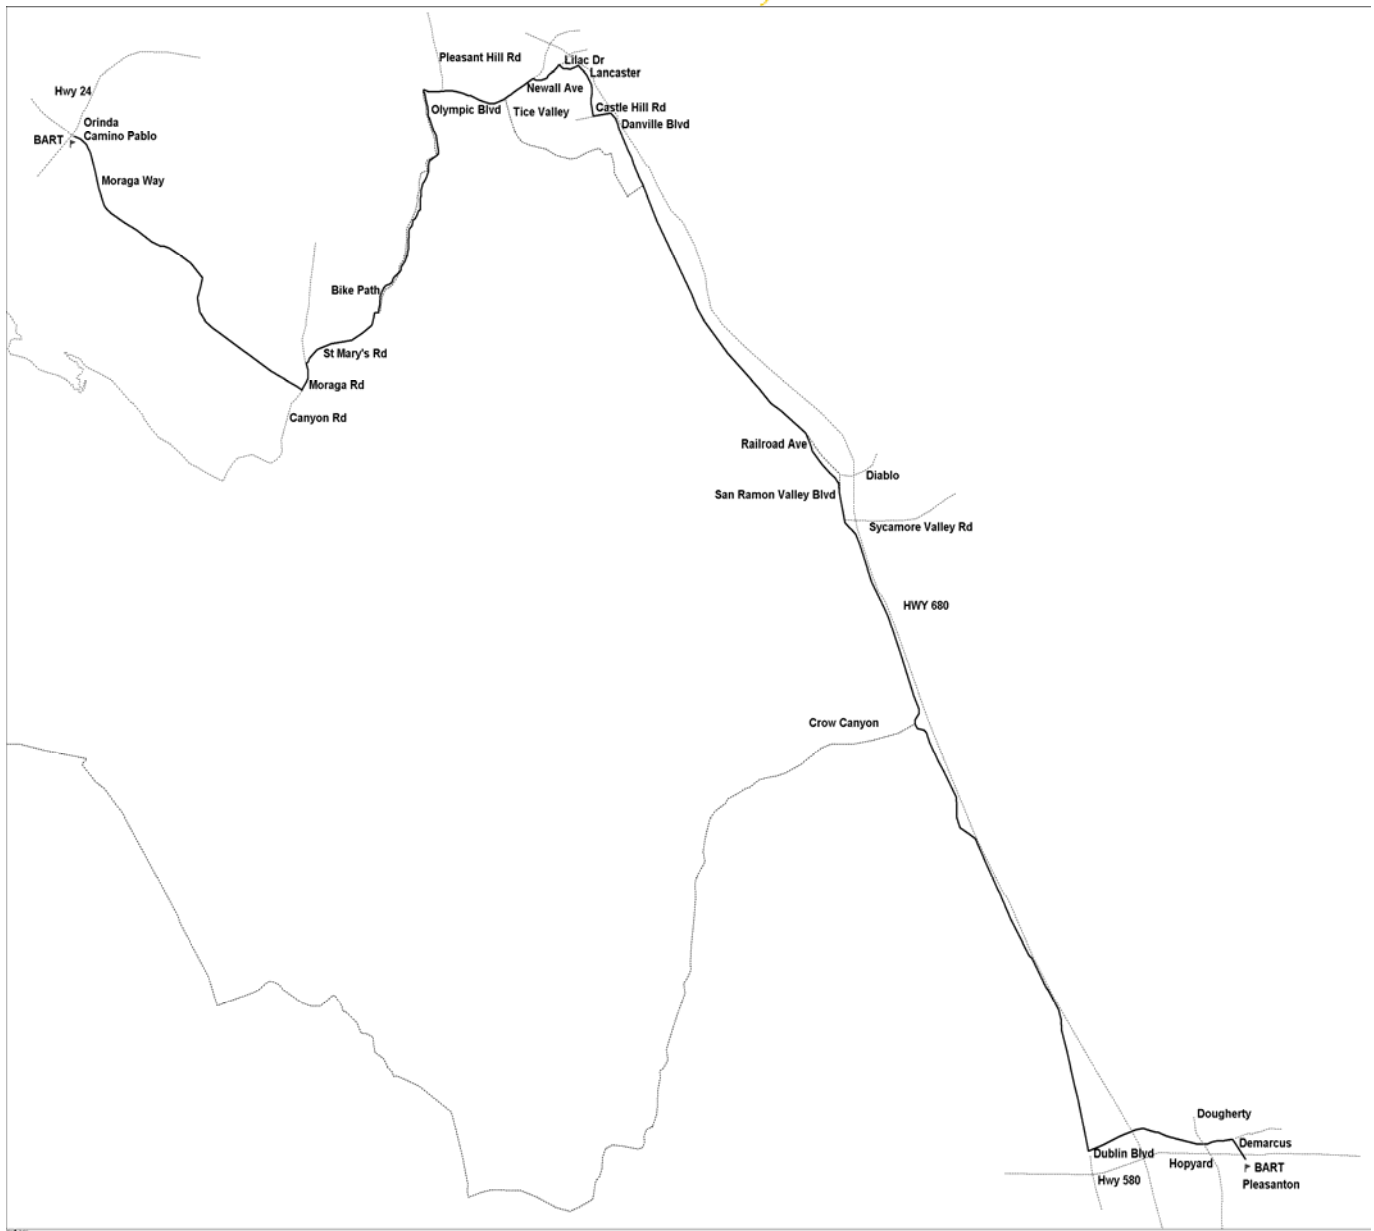 Pleasant Hill Rd
Lilac Dr
Lancaster
Hwy 24
Newall Ave
Olympic Blvd
Tice Valley
Castle Hill Rd
Danville Blvd
Orinda
Camino Pablo
BART
Moraga Way
Bike Path
St Mary's Rd
Moraga Rd
Canyon Rd
Railroad Ave
Diablo
San Ramon Valley Blvd
Sycamore Valley Rd
HWY 680
Crow Canyon
Dougherty
Demarcus
Dublin Blvd
Hopyard
BART
Pleasanton
Hwy 580